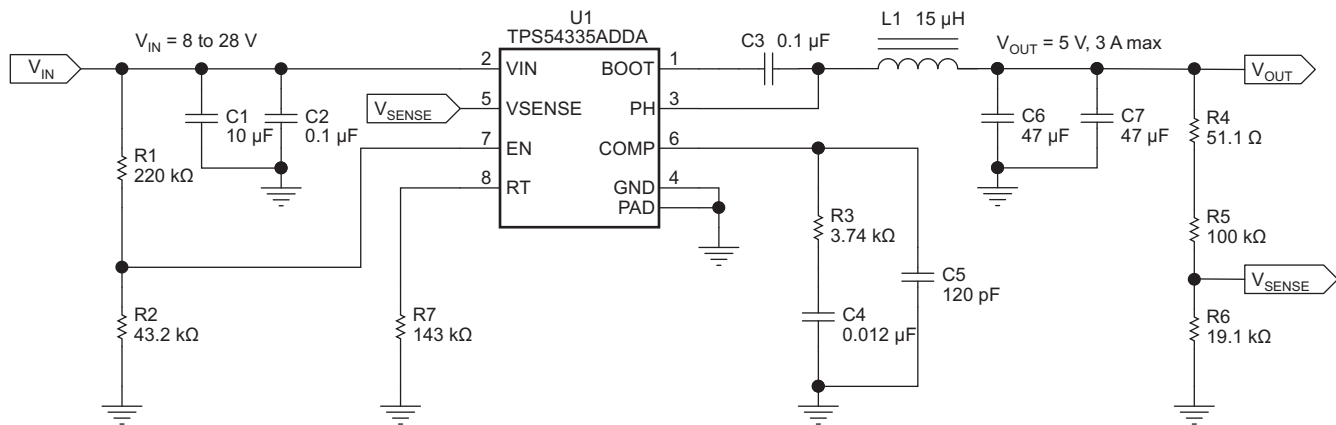 U1
TPS54335ADDA
V_IN = 8 to 28 V
V_IN
C1
10 µF
C2
0.1 µF
R1
220 kΩ
R2
43.2 kΩ
V_SENSE
2
5
7
8
VIN
VSENSE
EN
RT
BOOT
PH
COMP
GND
PAD
1
3
6
4
R7
143 kΩ
C3 0.1 µF
L1 15 µH
V_OUT = 5 V, 3 A max
V_OUT
C6
47 µF
C7
47 µF
R4
51.1 Ω
R3
3.74 kΩ
C5
120 pF
C4
0.012 µF
R5
100 kΩ
V_SENSE
R6
19.1 kΩ